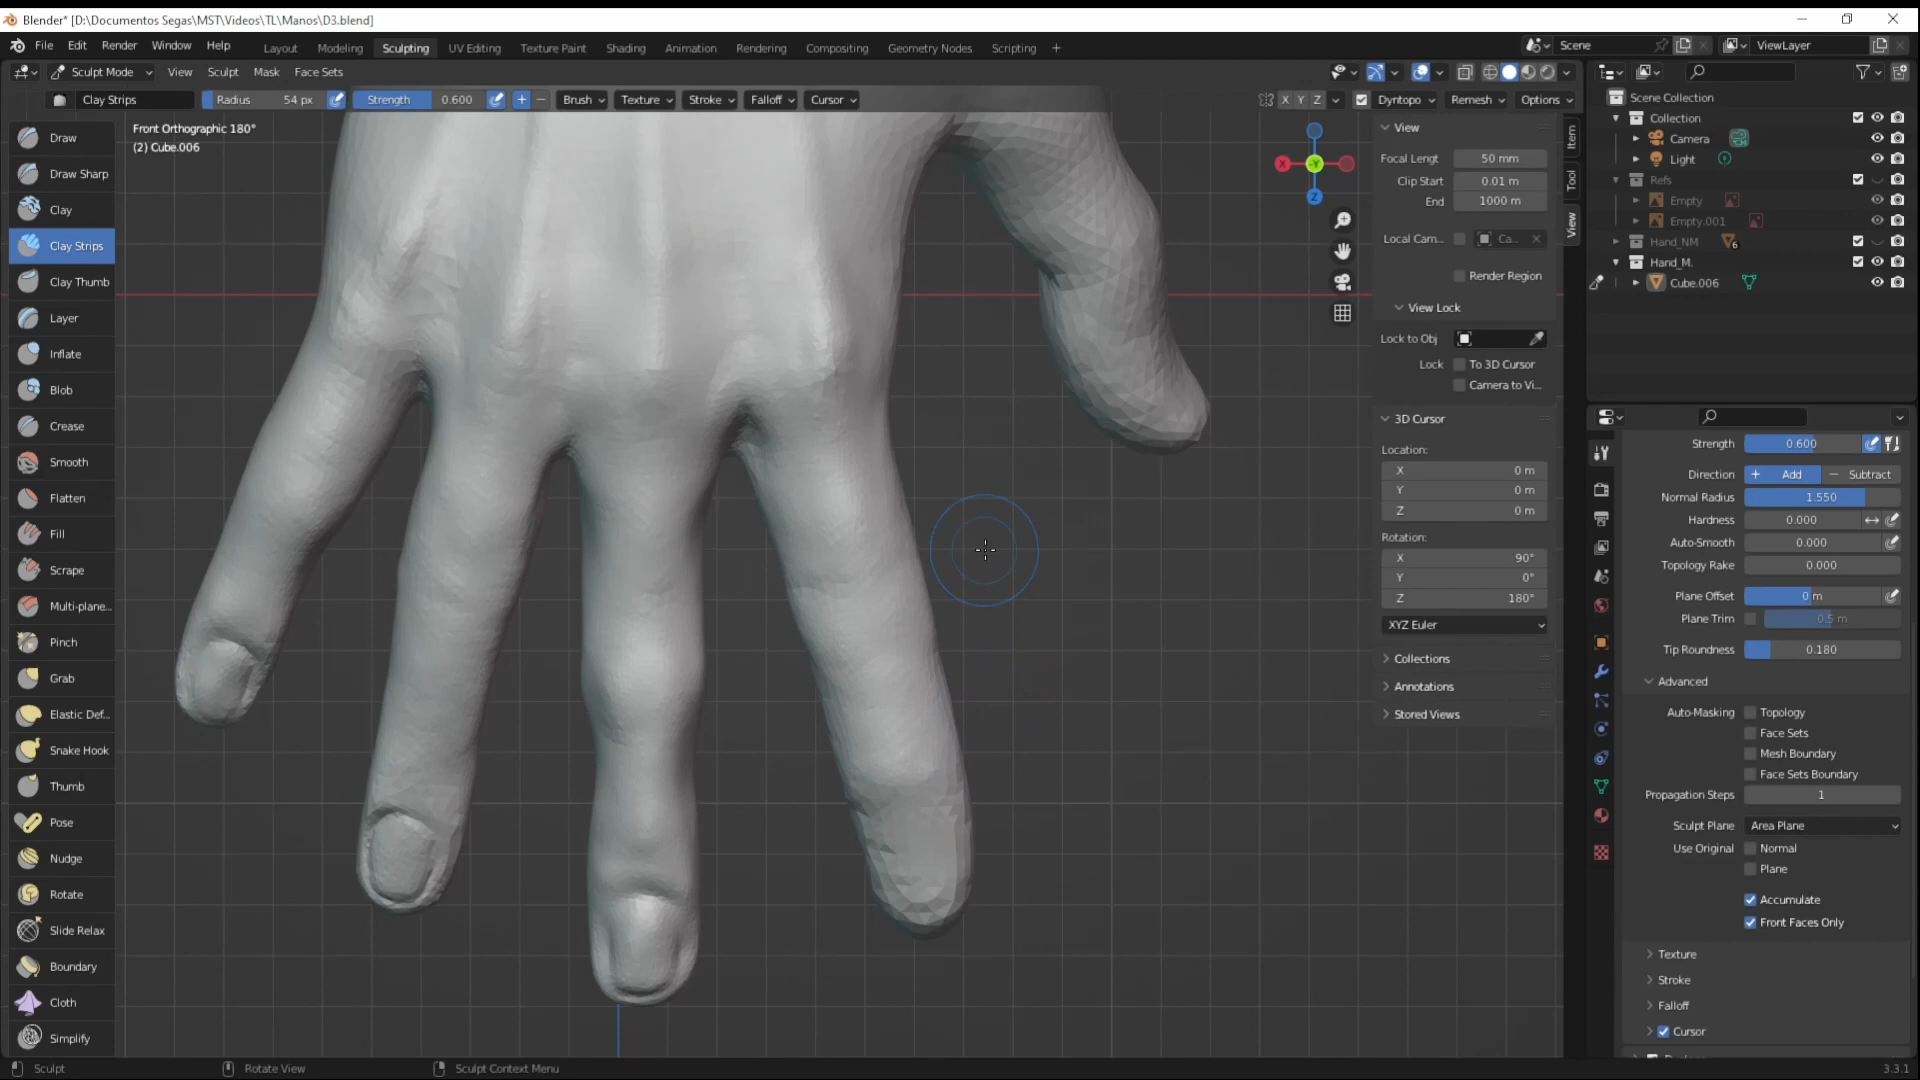 Blender* [D:\Documentos Segas\MST\Videos\TL\Manos\D3.blend]
File Edit Render Window Help Layout Modeling Sculpting UV Editing Texture Paint Shading Animation Rendering Compositing Geometry Nodes Scripting + Scene ViewLayer
Sculpt Mode View Sculpt Mask Face Sets
Clay Strips Radius 54 px Strength 0.600 + − Brush Texture Stroke Falloff Cursor X Y Z Dyntopo Remesh Options
Front Orthographic 180°
(2) Cube.006
Draw
Draw Sharp
Clay
Clay Strips
Clay Thumb
Layer
Inflate
Blob
Crease
Smooth
Flatten
Fill
Scrape
Multi-plane...
Pinch
Grab
Elastic Def...
Snake Hook
Thumb
Pose
Nudge
Rotate
Slide Relax
Boundary
Cloth
Simplify
X -Y Z
View
Focal Lengt 50 mm
Clip Start 0.01 m
End 1000 m
Local Cam... Ca...
Render Region
View Lock
Lock to Obj
Lock To 3D Cursor
Camera to Vi...
3D Cursor
Location:
X 0 m
Y 0 m
Z 0 m
Rotation:
X 90°
Y 0°
Z 180°
XYZ Euler
Collections
Annotations
Stored Views
Item
Tool
View
Scene Collection
Collection
Camera
Light
Refs
Empty
Empty.001
Hand_NM 6
Hand_M.
Cube.006
Strength 0.600
Direction + Add − Subtract
Normal Radius 1.550
Hardness 0.000
Auto-Smooth 0.000
Topology Rake 0.000
Plane Offset 0 m
Plane Trim 0.5 m
Tip Roundness 0.180
Advanced
Auto-Masking Topology
Face Sets
Mesh Boundary
Face Sets Boundary
Propagation Steps 1
Sculpt Plane Area Plane
Use Original Normal
Plane
Accumulate
Front Faces Only
Texture
Stroke
Falloff
Cursor
Sculpt Rotate View Sculpt Context Menu 3.3.1